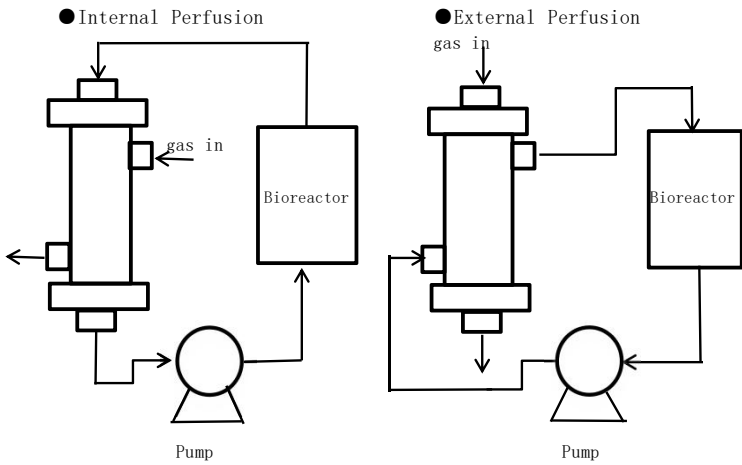 ●Internal Perfusion
●External Perfusion
gas in
gas in
Bioreactor
Bioreactor
Pump
Pump